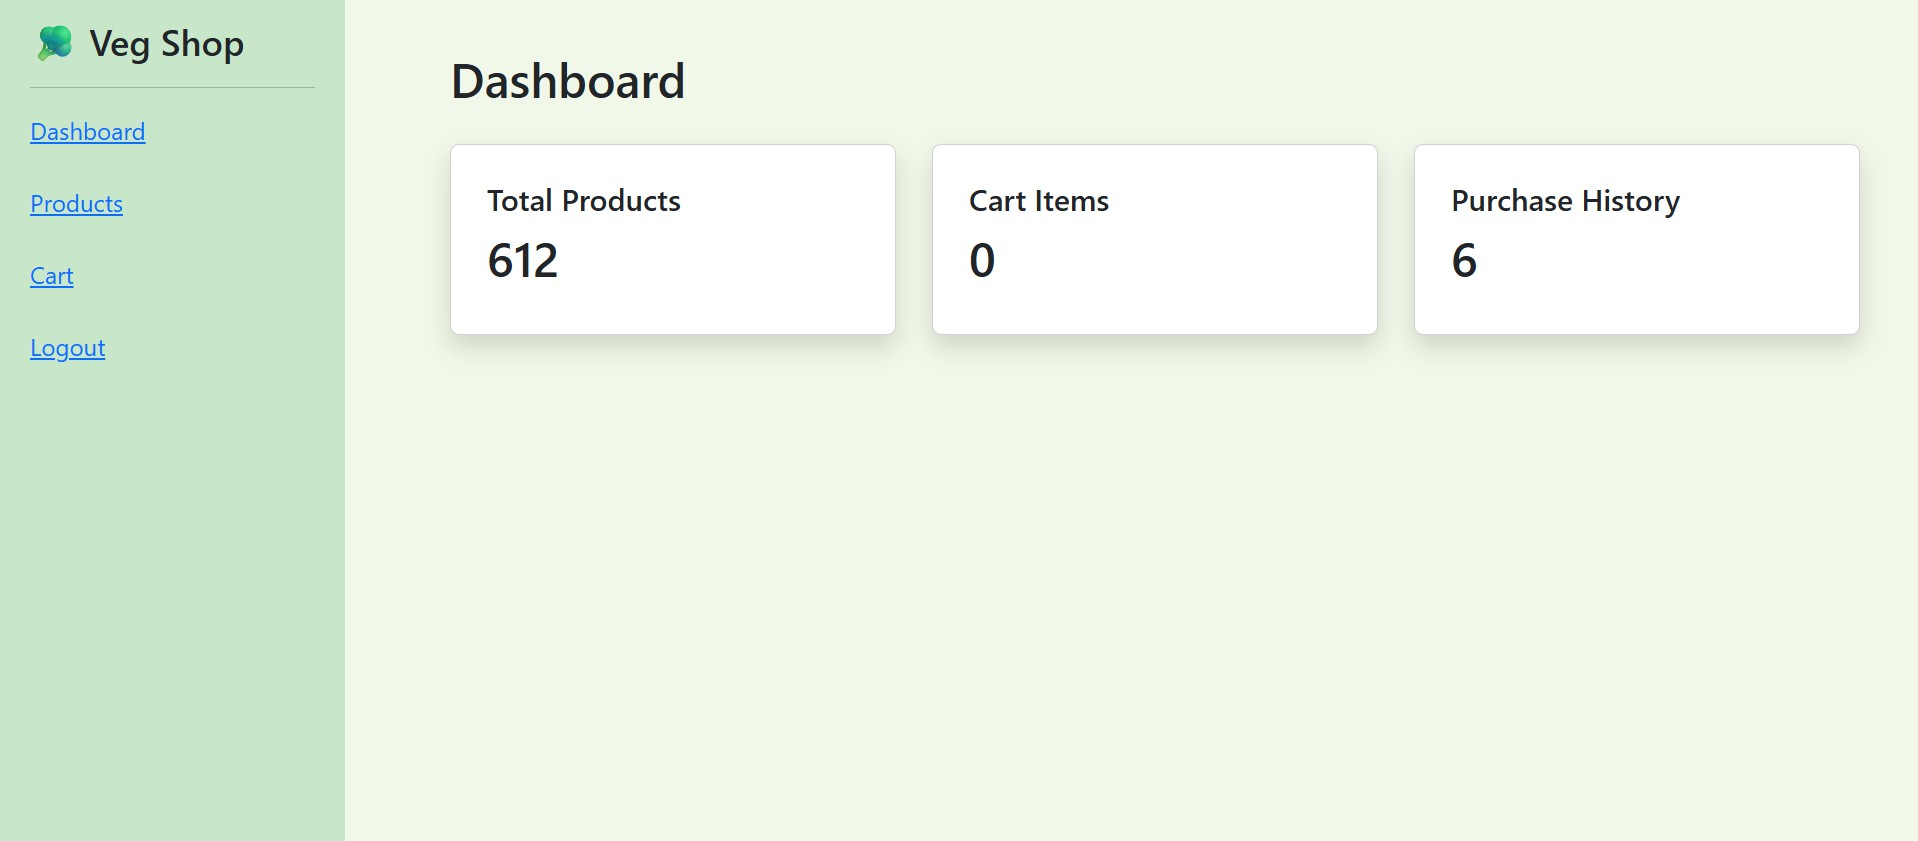 Veg Shop
Dashboard
Products
Cart
Logout
Dashboard
Total Products
612
Cart Items
0
Purchase History
6